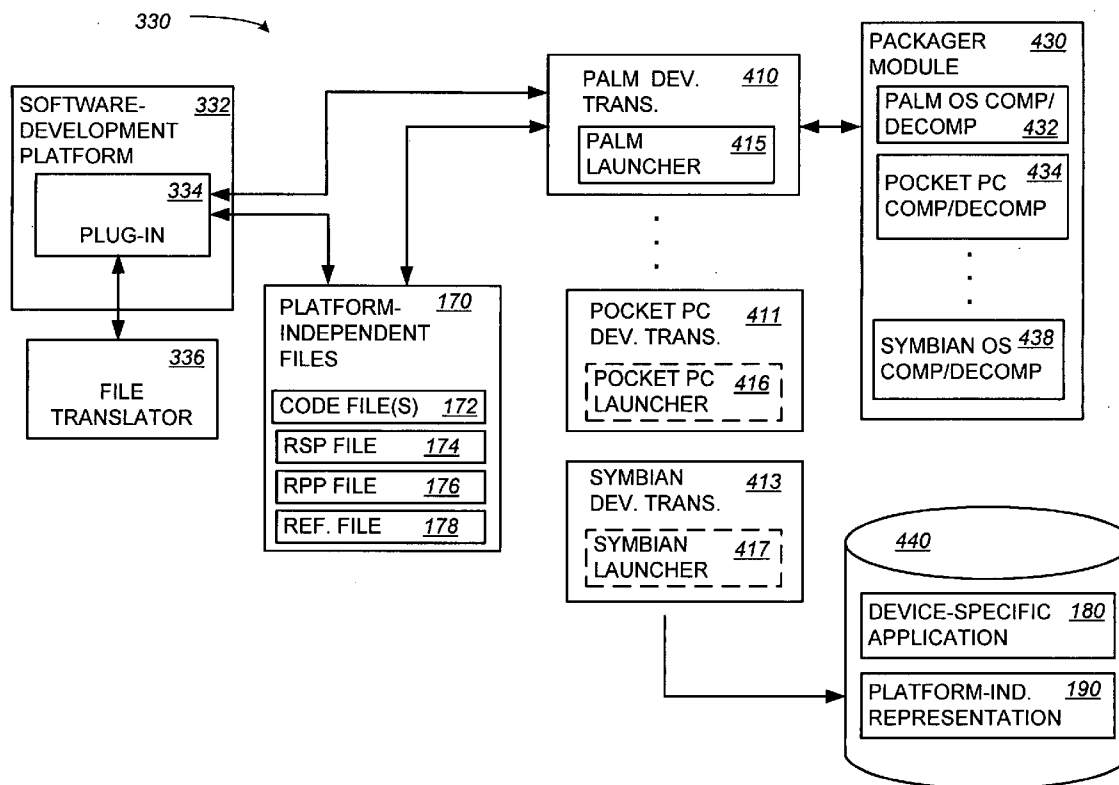 330
SOFTWARE- 332
DEVELOPMENT
PLATFORM
334
PLUG-IN
336
FILE
TRANSLATOR
PLATFORM- 170
INDEPENDENT
FILES
CODE FILE(S) 172
RSP FILE 174
RPP FILE 176
REF. FILE 178
PALM DEV. 410
TRANS.
PALM 415
LAUNCHER
POCKET PC 411
DEV. TRANS.
POCKET PC 416
LAUNCHER
SYMBIAN 413
DEV. TRANS.
SYMBIAN 417
LAUNCHER
PACKAGER 430
MODULE
PALM OS COMP/
DECOMP 432
POCKET PC 434
COMP/DECOMP
SYMBIAN OS 438
COMP/DECOMP
440
DEVICE-SPECIFIC 180
APPLICATION
PLATFORM-IND. 190
REPRESENTATION